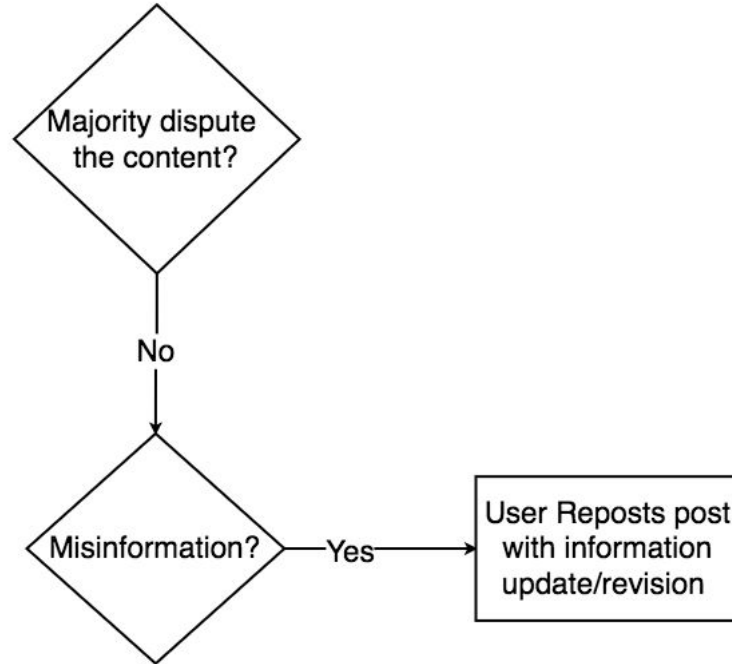 Majority dispute
the content?
No
Misinformation?
Yes
User Reposts post
with information
update/revision